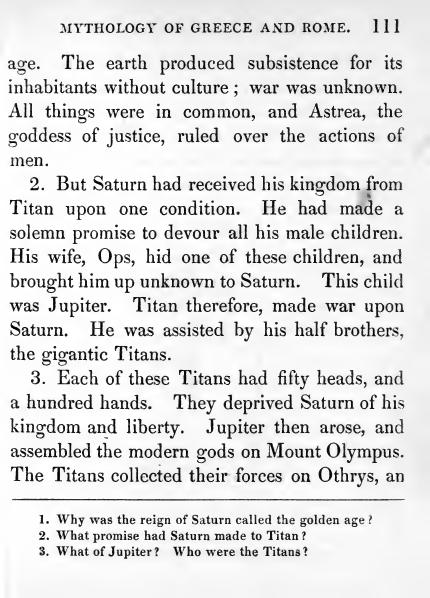 MYTHOLOGY OF GREECE AND ROME. 111
age. The earth produced subsistence for its
inhabitants without culture ; war was unknown.
All things were in common, and Astrea, the
goddess of justice, ruled over the actions of
men.
2. But Saturn had received his kingdom from
Titan upon one condition. He had made a
solemn promise to devour all his male children.
His wife, Ops, hid one of these children, and
brought him up unknown to Saturn. This child
was Jupiter. Titan therefore, made war upon
Saturn. He was assisted by his half brothers,
the gigantic Titans.
3. Each of these Titans had fifty heads, and
a hundred hands. They deprived Saturn of his
kingdom and liberty. Jupiter then arose, and
assembled the modern gods on Mount Olympus.
The Titans collected their forces on Othrys, an
1. Why was the reign of Saturn called the golden age ?
2. What promise had Saturn made to Titan ?
3. What of Jupiter ? Who were the Titans ?